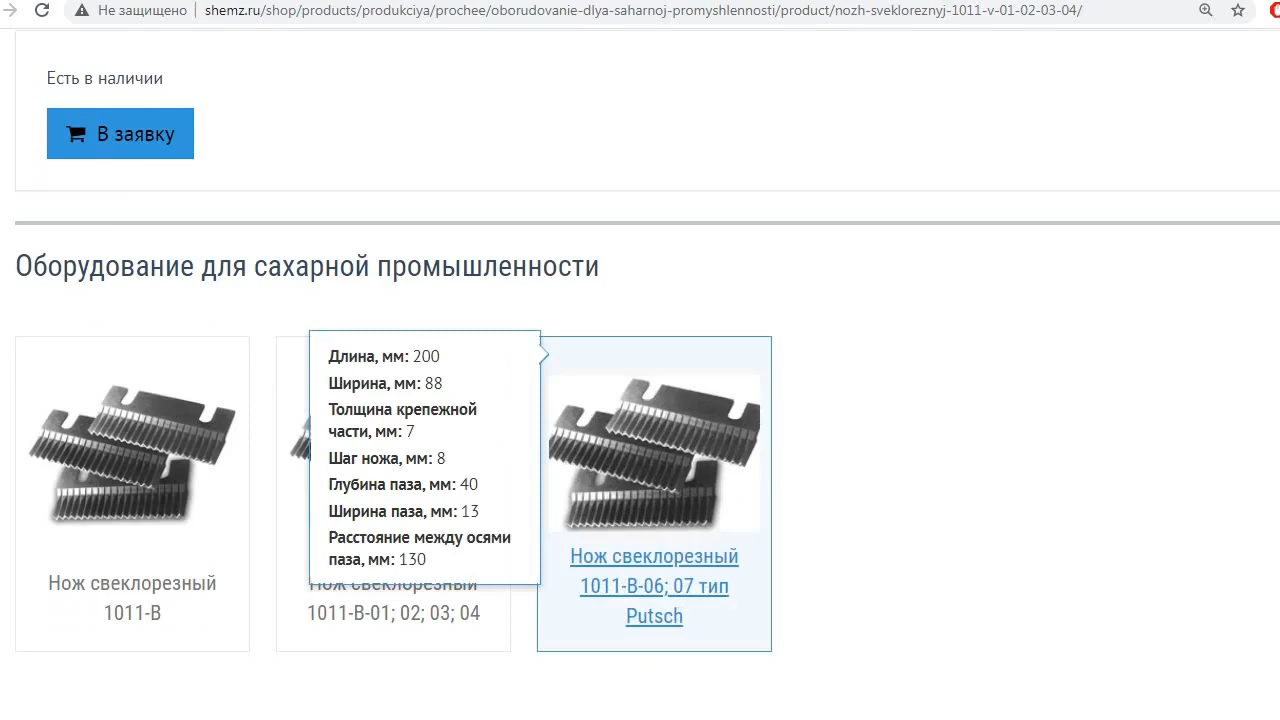 Не защищено
shemz.ru/shop/products/produkciya/prochee/oborudovanie-dlya-saharnoj-promyshlennosti/product/nozh-svekloreznyj-1011-v-01-02-03-04/
Есть в наличии
В заявку
Оборудование для сахарной промышленности
Длина, мм: 200
Ширина, мм: 88
Толщина крепежной
части, мм: 7
Шаг ножа, мм: 8
Глубина паза, мм: 40
Ширина паза, мм: 13
Расстояние между осями
паза, мм: 130
Нож свеклорезный
1011-В
Нож свеклорезный
1011-В-01; 02; 03; 04
Нож свеклорезный
1011-В-06; 07 тип
Putsch